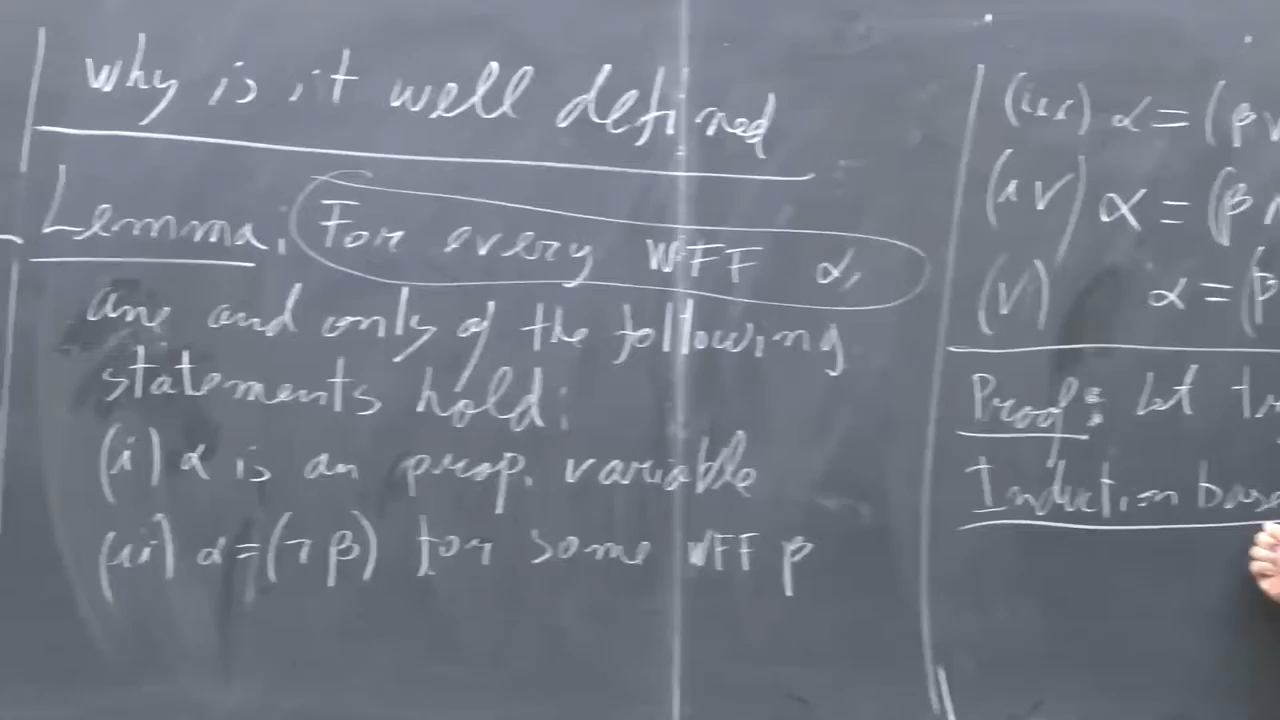 Why is it well defined
Lemma: For every WFF α,
one and only of the following
statements hold:
(i) α is an prop. variable
(ii) α=(¬β) for some WFF β
(iii) α=(β ∨
(iv) α=(β ∧
(v) α=(β
Proof: Let
Induction base